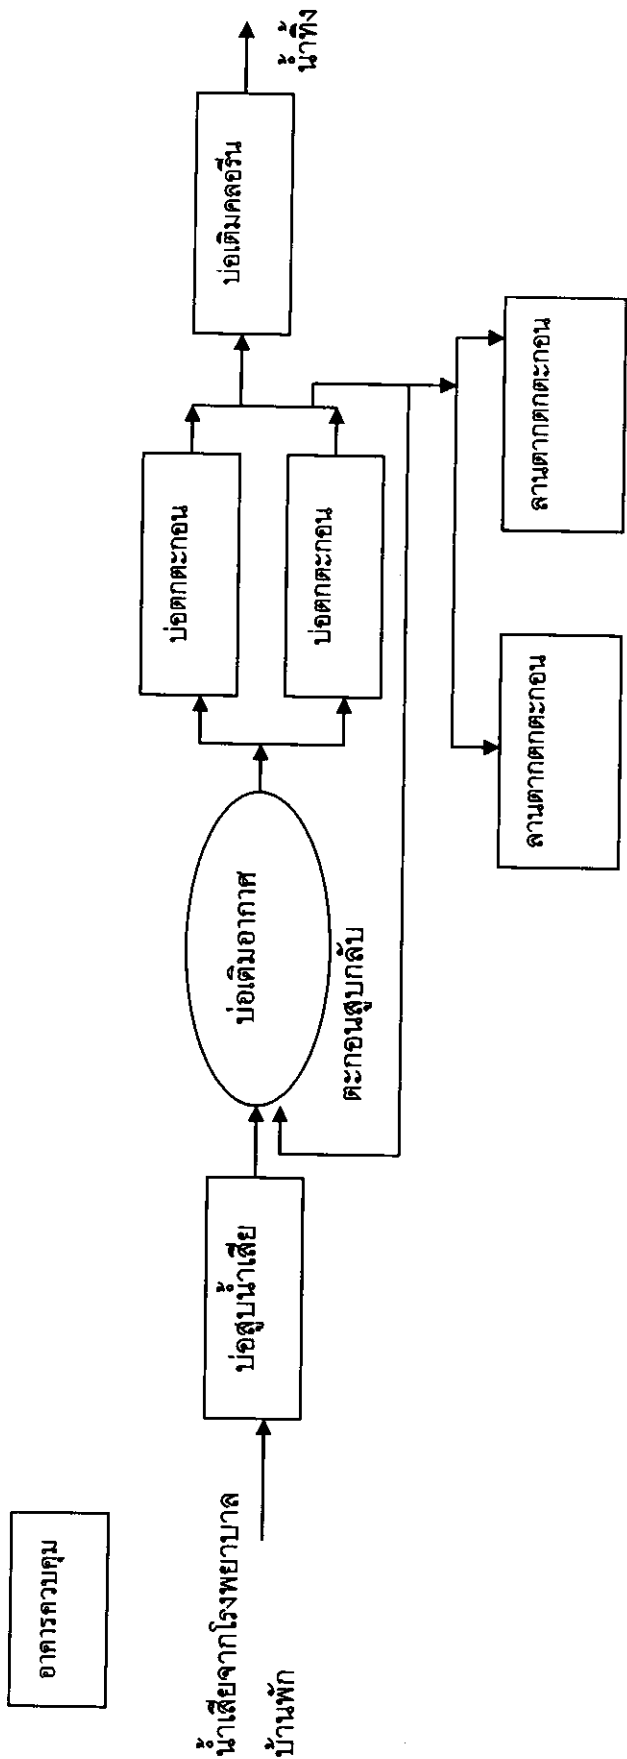 อาคารควบคุม
น้ำเสียจากโรงพยาบาล
บ้านพัก
บ่อสูบน้ำเสีย
บ่อเติมอากาศ
ตะกอนสูบกลับ
บ่อตกตะกอน
บ่อตกตะกอน
บ่อเติมคลอรีน
น้ำทิ้ง
ลานตากตกตะกอน
ลานตากตกตะกอน